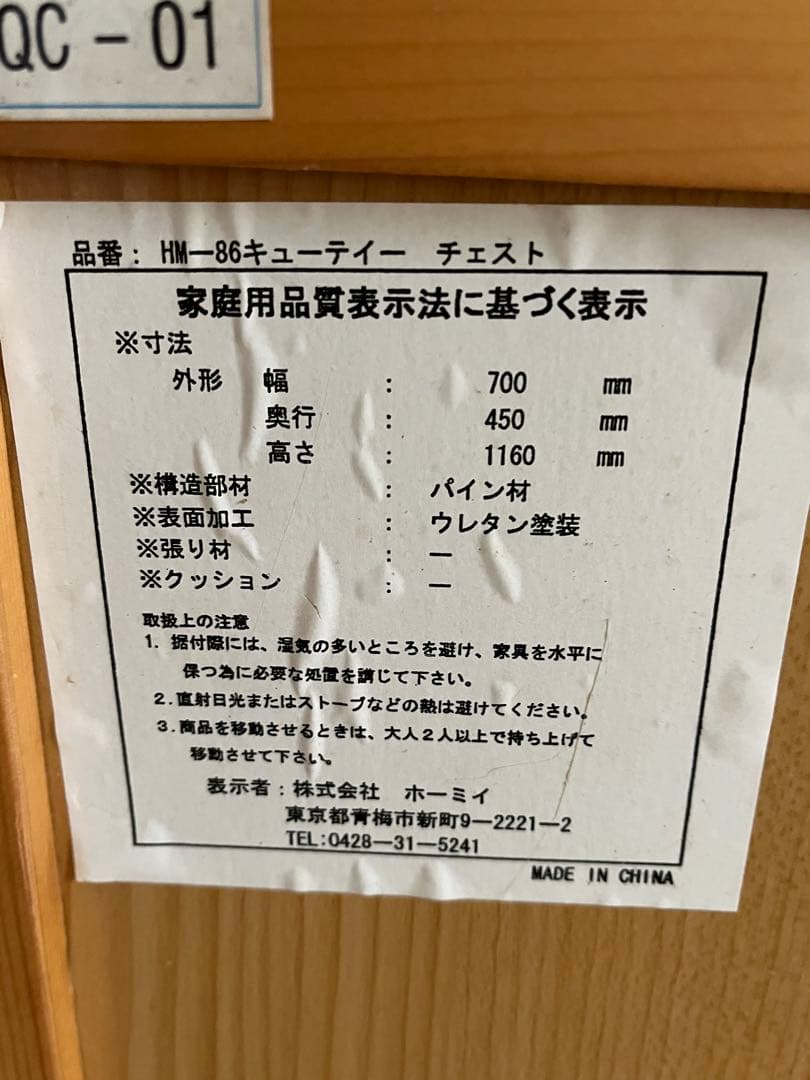 QC-01
品番: HM-86キューテイー チェスト
家庭用品質表示法に基づく表示
※寸法
外形 幅 : 700 mm
奥行 : 450 mm
高さ : 1160 mm
※構造部材 : パイン材
※表面加工 : ウレタン塗装
※張り材 : ―
※クッション : ―
取扱上の注意
1. 据付際には、湿気の多いところを避け、家具を水平に
保つ為に必要な処置を講じて下さい。
2.直射日光またはストーブなどの熱は避けてください。
3.商品を移動させるときは、大人2人以上で持ち上げて
移動させて下さい。
表示者:株式会社 ホーミイ
東京都青梅市新町9-2221-2
TEL:0428-31-5241
MADE IN CHINA